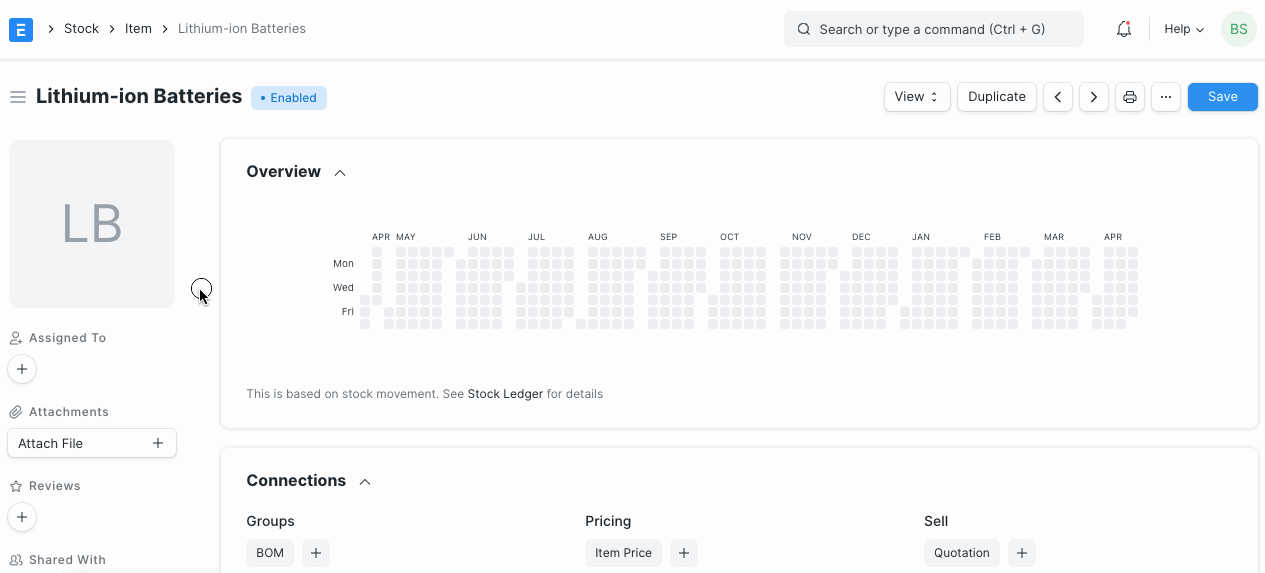 E Stock Item Lithium-ion Batteries Search or type a command (Ctrl + G) Help BS
Lithium-ion Batteries Enabled View Duplicate ... Save
LB
Overview
APR MAY JUN JUL AUG SEP OCT NOV DEC JAN FEB MAR APR
Mon
Wed
Fri
This is based on stock movement. See Stock Ledger for details
Assigned To
Attachments
Attach File
Reviews
Shared With
Connections
Groups Pricing Sell
BOM Item Price Quotation